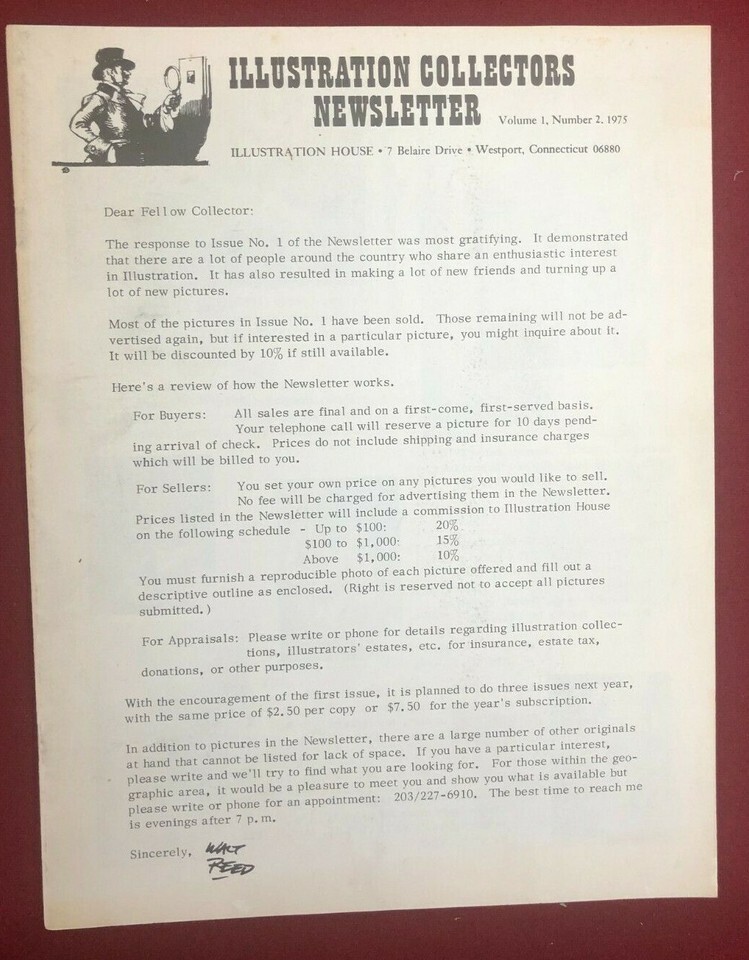 ILLUSTRATION COLLECTORS
NEWSLETTER Volume 1, Number 2. 1975
ILLUSTRATION HOUSE • 7 Belaire Drive • Westport, Connecticut 06880
Dear Fellow Collector:
The response to Issue No. 1 of the Newsletter was most gratifying. It demonstrated
that there are a lot of people around the country who share an enthusiastic interest
in Illustration. It has also resulted in making a lot of new friends and turning up a
lot of new pictures.
Most of the pictures in Issue No. 1 have been sold. Those remaining will not be ad-
vertised again, but if interested in a particular picture, you might inquire about it.
It will be discounted by 10% if still available.
Here's a review of how the Newsletter works.
For Buyers: All sales are final and on a first-come, first-served basis.
Your telephone call will reserve a picture for 10 days pend-
ing arrival of check. Prices do not include shipping and insurance charges
which will be billed to you.
For Sellers: You set your own price on any pictures you would like to sell.
No fee will be charged for advertising them in the Newsletter.
Prices listed in the Newsletter will include a commission to Illustration House
on the following schedule - Up to $100: 20%
$100 to $1,000: 15%
Above $1,000: 10%
You must furnish a reproducible photo of each picture offered and fill out a
descriptive outline as enclosed. (Right is reserved not to accept all pictures
submitted.)
For Appraisals: Please write or phone for details regarding illustration collec-
tions, illustrators' estates, etc. for insurance, estate tax,
donations, or other purposes.
With the encouragement of the first issue, it is planned to do three issues next year,
with the same price of $2.50 per copy or $7.50 for the year's subscription.
In addition to pictures in the Newsletter, there are a large number of other originals
at hand that cannot be listed for lack of space. If you have a particular interest,
please write and we'll try to find what you are looking for. For those within the geo-
graphic area, it would be a pleasure to meet you and show you what is available but
please write or phone for an appointment: 203/227-6910. The best time to reach me
is evenings after 7 p.m.
Sincerely, WALT
REED